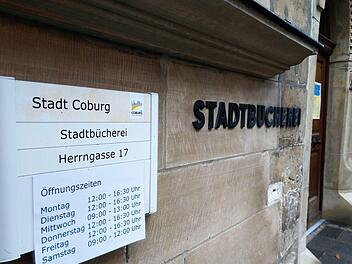 Stadt Coburg
COBURG
Stadtbücherei
Herrngasse 17
Öffnungszeiten
Montag 12:00 - 16:30 Uhr
Dienstag 12:00 - 16:30 Uhr
Mittwoch 09:00 - 13:00 Uhr
Donnerstag 12:00 - 16:30 Uhr
Freitag 09:00 - 16:30 Uhr
Samstag 09:00 - 12:00 Uhr
STADTBÜCHEREI